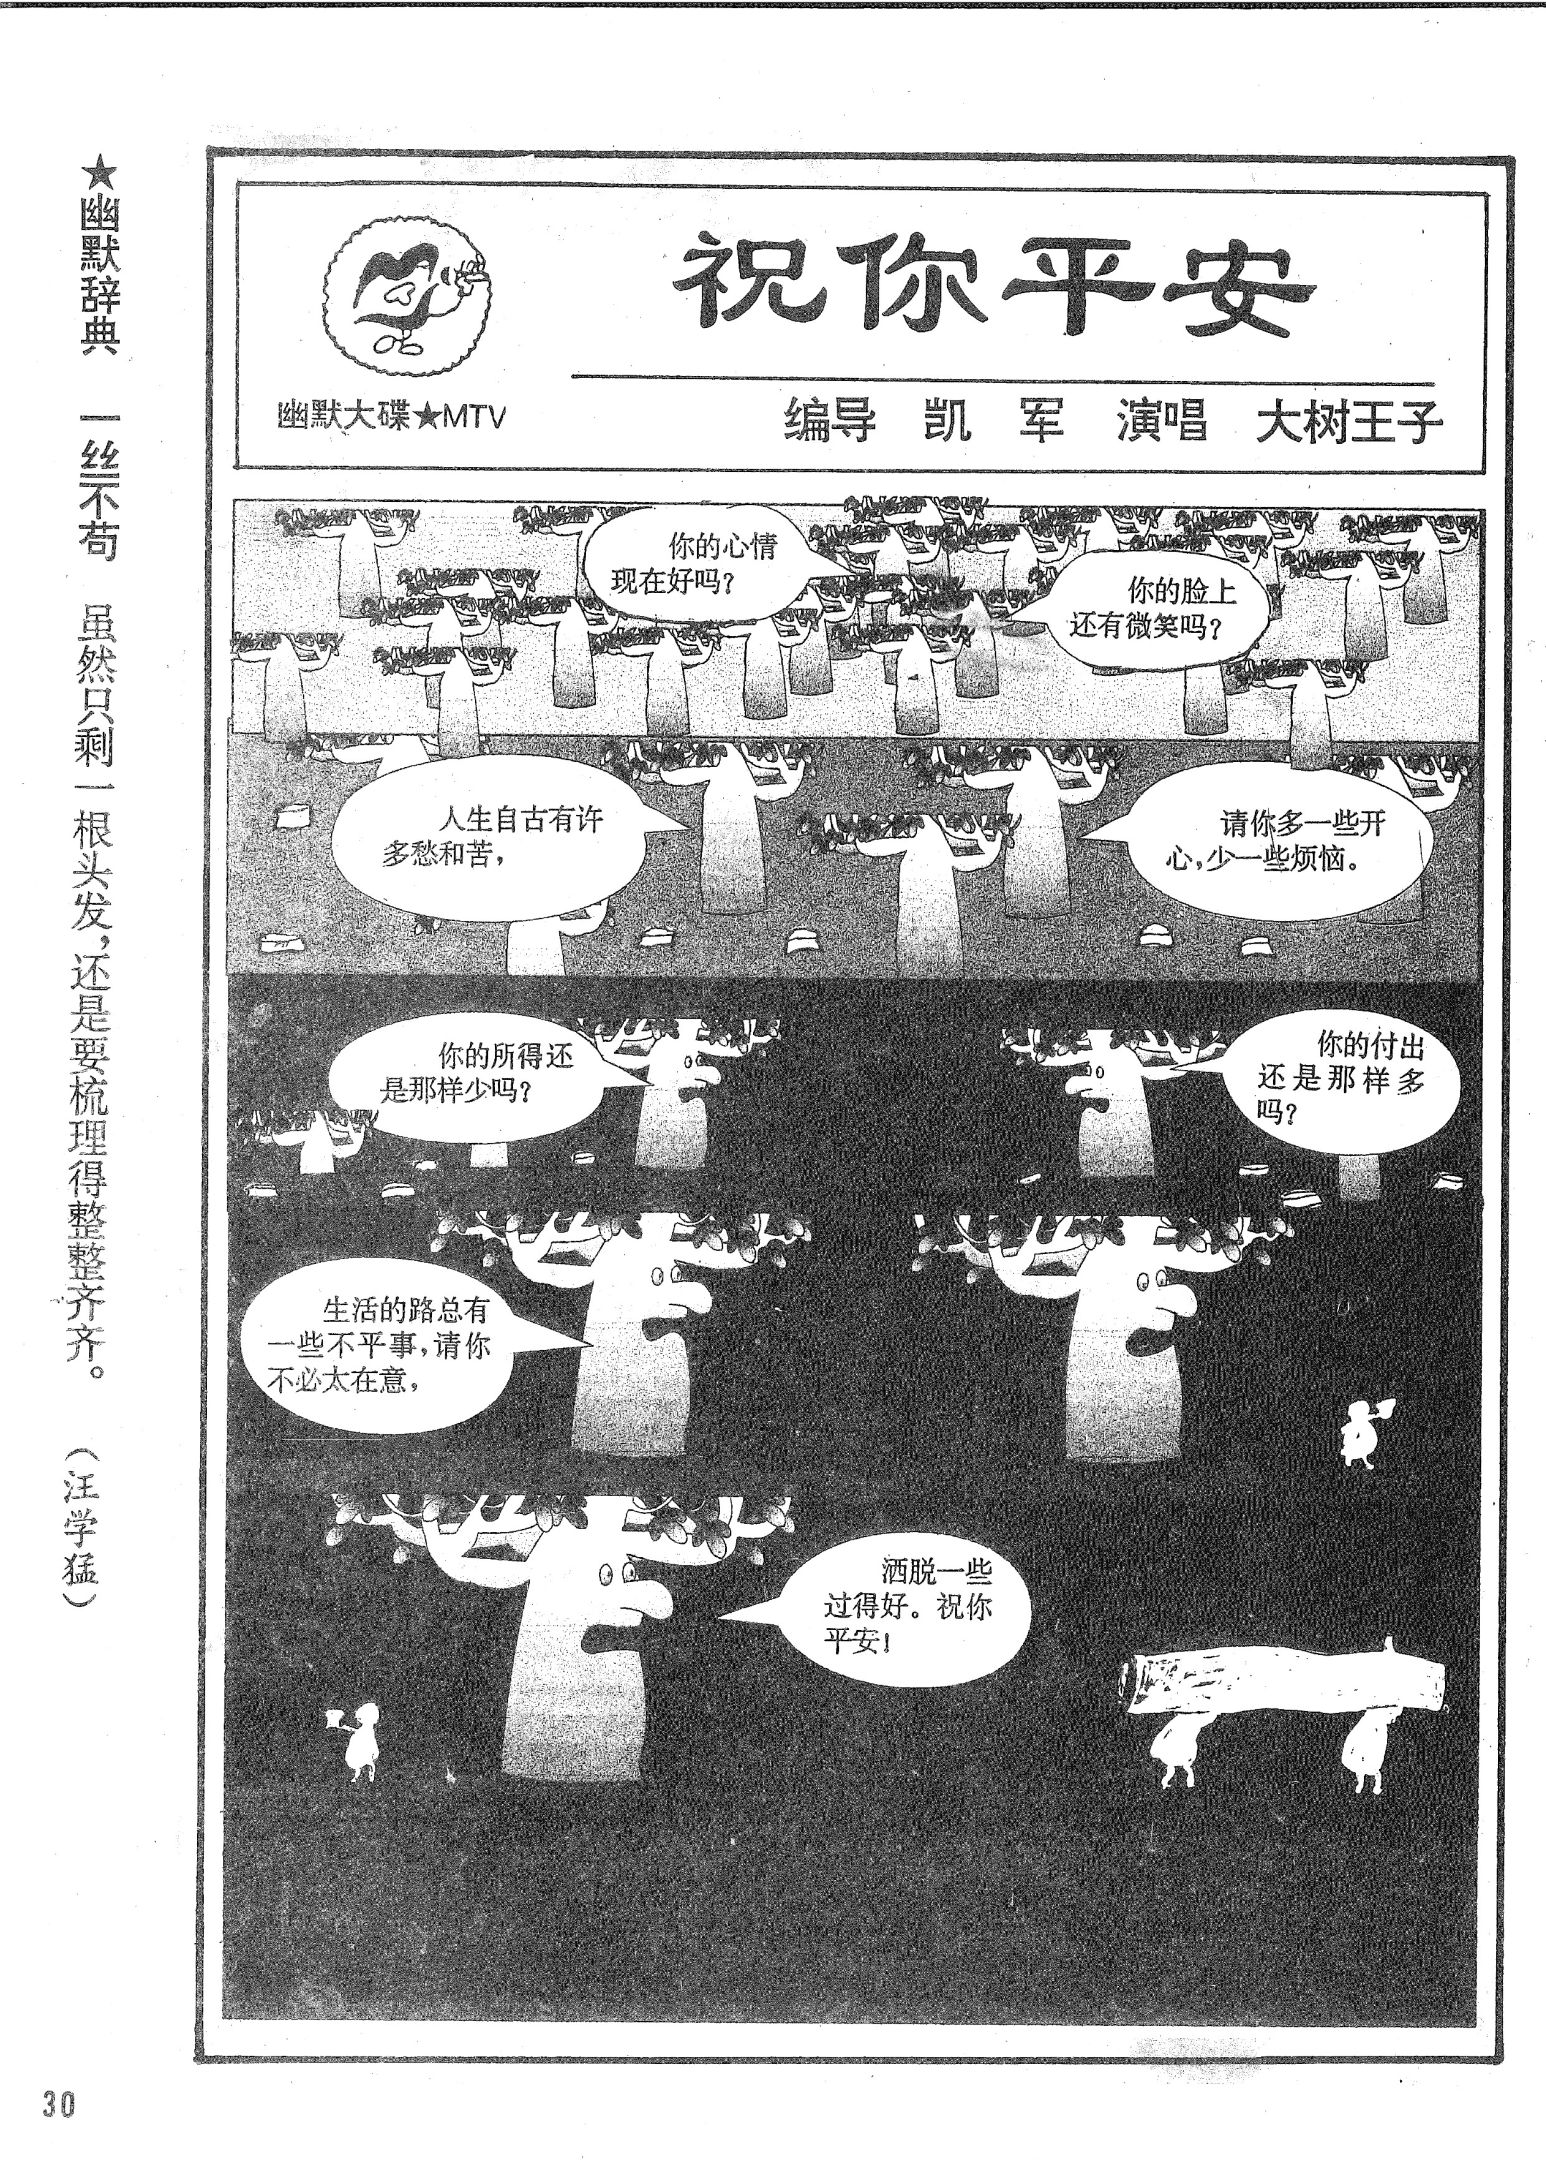 ★幽默辞典　一丝不苟　虽然只剩一根头发，还是要梳理得整整齐齐。　（汪学猛）
祝你平安
幽默大碟★MTV
编导　凯　军　演唱　大树王子
你的心情
现在好吗？
你的脸上
还有微笑吗？
人生自古有许
多愁和苦，
请你多一些开
心，少一些烦恼。
你的所得还
是那样少吗？
你的付出
还是那样多
吗？
生活的路总有
一些不平事，请你
不必太在意，
洒脱一些
过得好。祝你
平安！
30